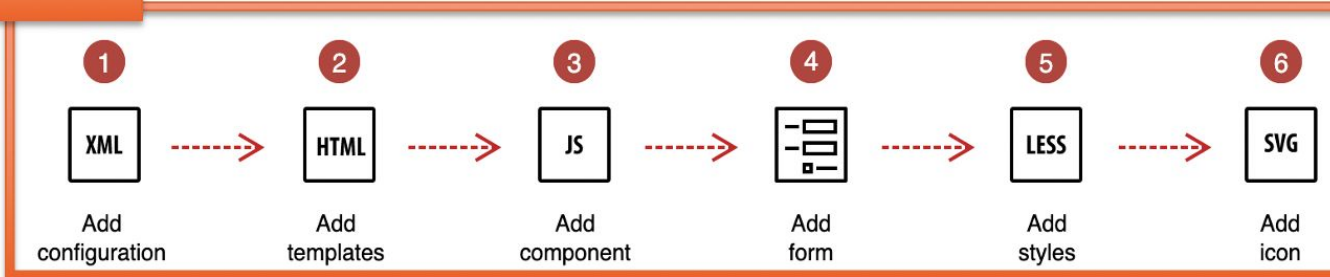 1
2
3
4
5
6
XML
HTML
JS
LESS
SVG
Add
configuration
Add
templates
Add
component
Add
form
Add
styles
Add
icon